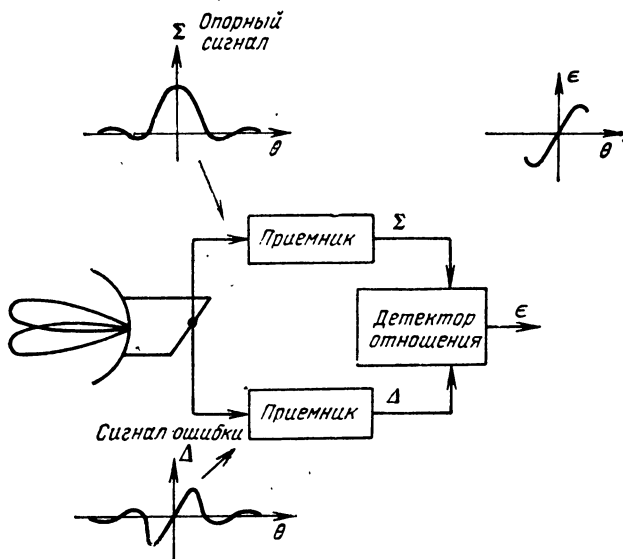 Σ Опорный
сигнал
θ
ϵ
θ
Приемник
Σ
Детектор
отношения
ϵ
Приемник
Δ
Сигнал ошибки
Δ
θ